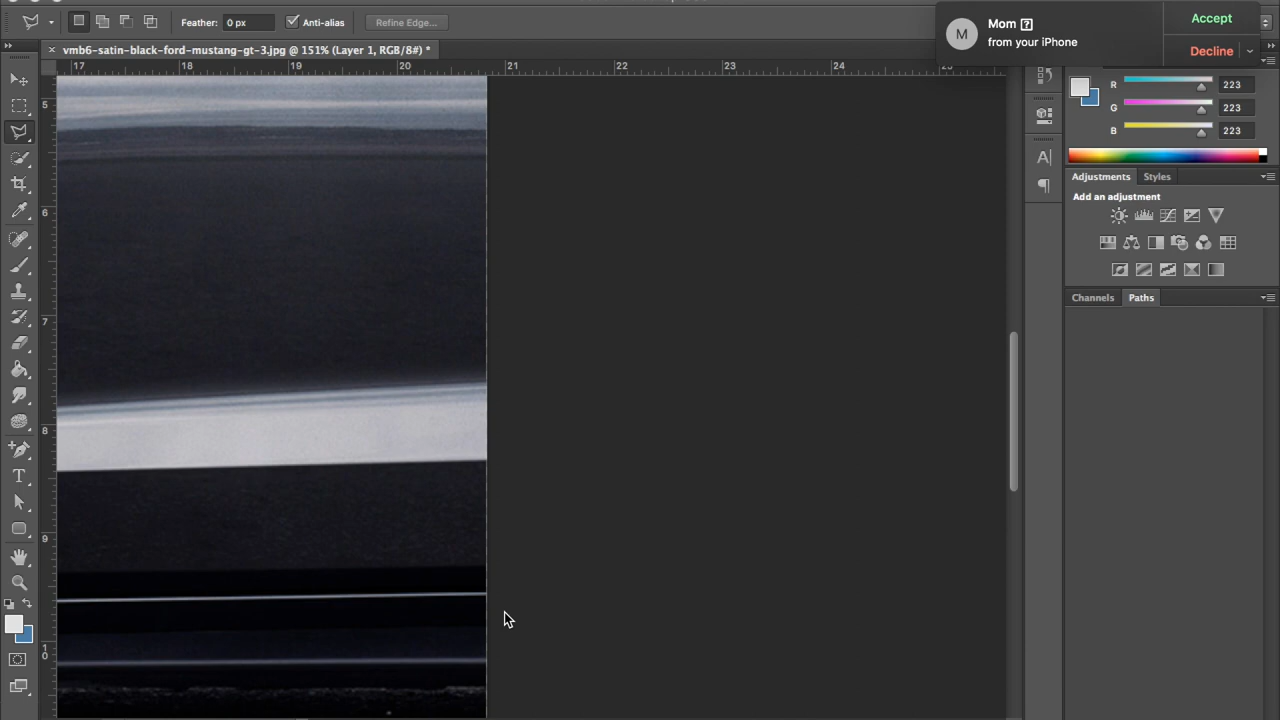 Feather: 0 px Anti-alias Refine Edge...
Mom ?
from your iPhone
Accept
Decline
× vmb6-satin-black-ford-mustang-gt-3.jpg @ 151% (Layer 1, RGB/8#) *
17 18 19 20 21 22 23 24
R 223
G 223
B 223
Adjustments Styles
Add an adjustment
Channels Paths
A|
¶
T
5
6
7
8
9
10
M